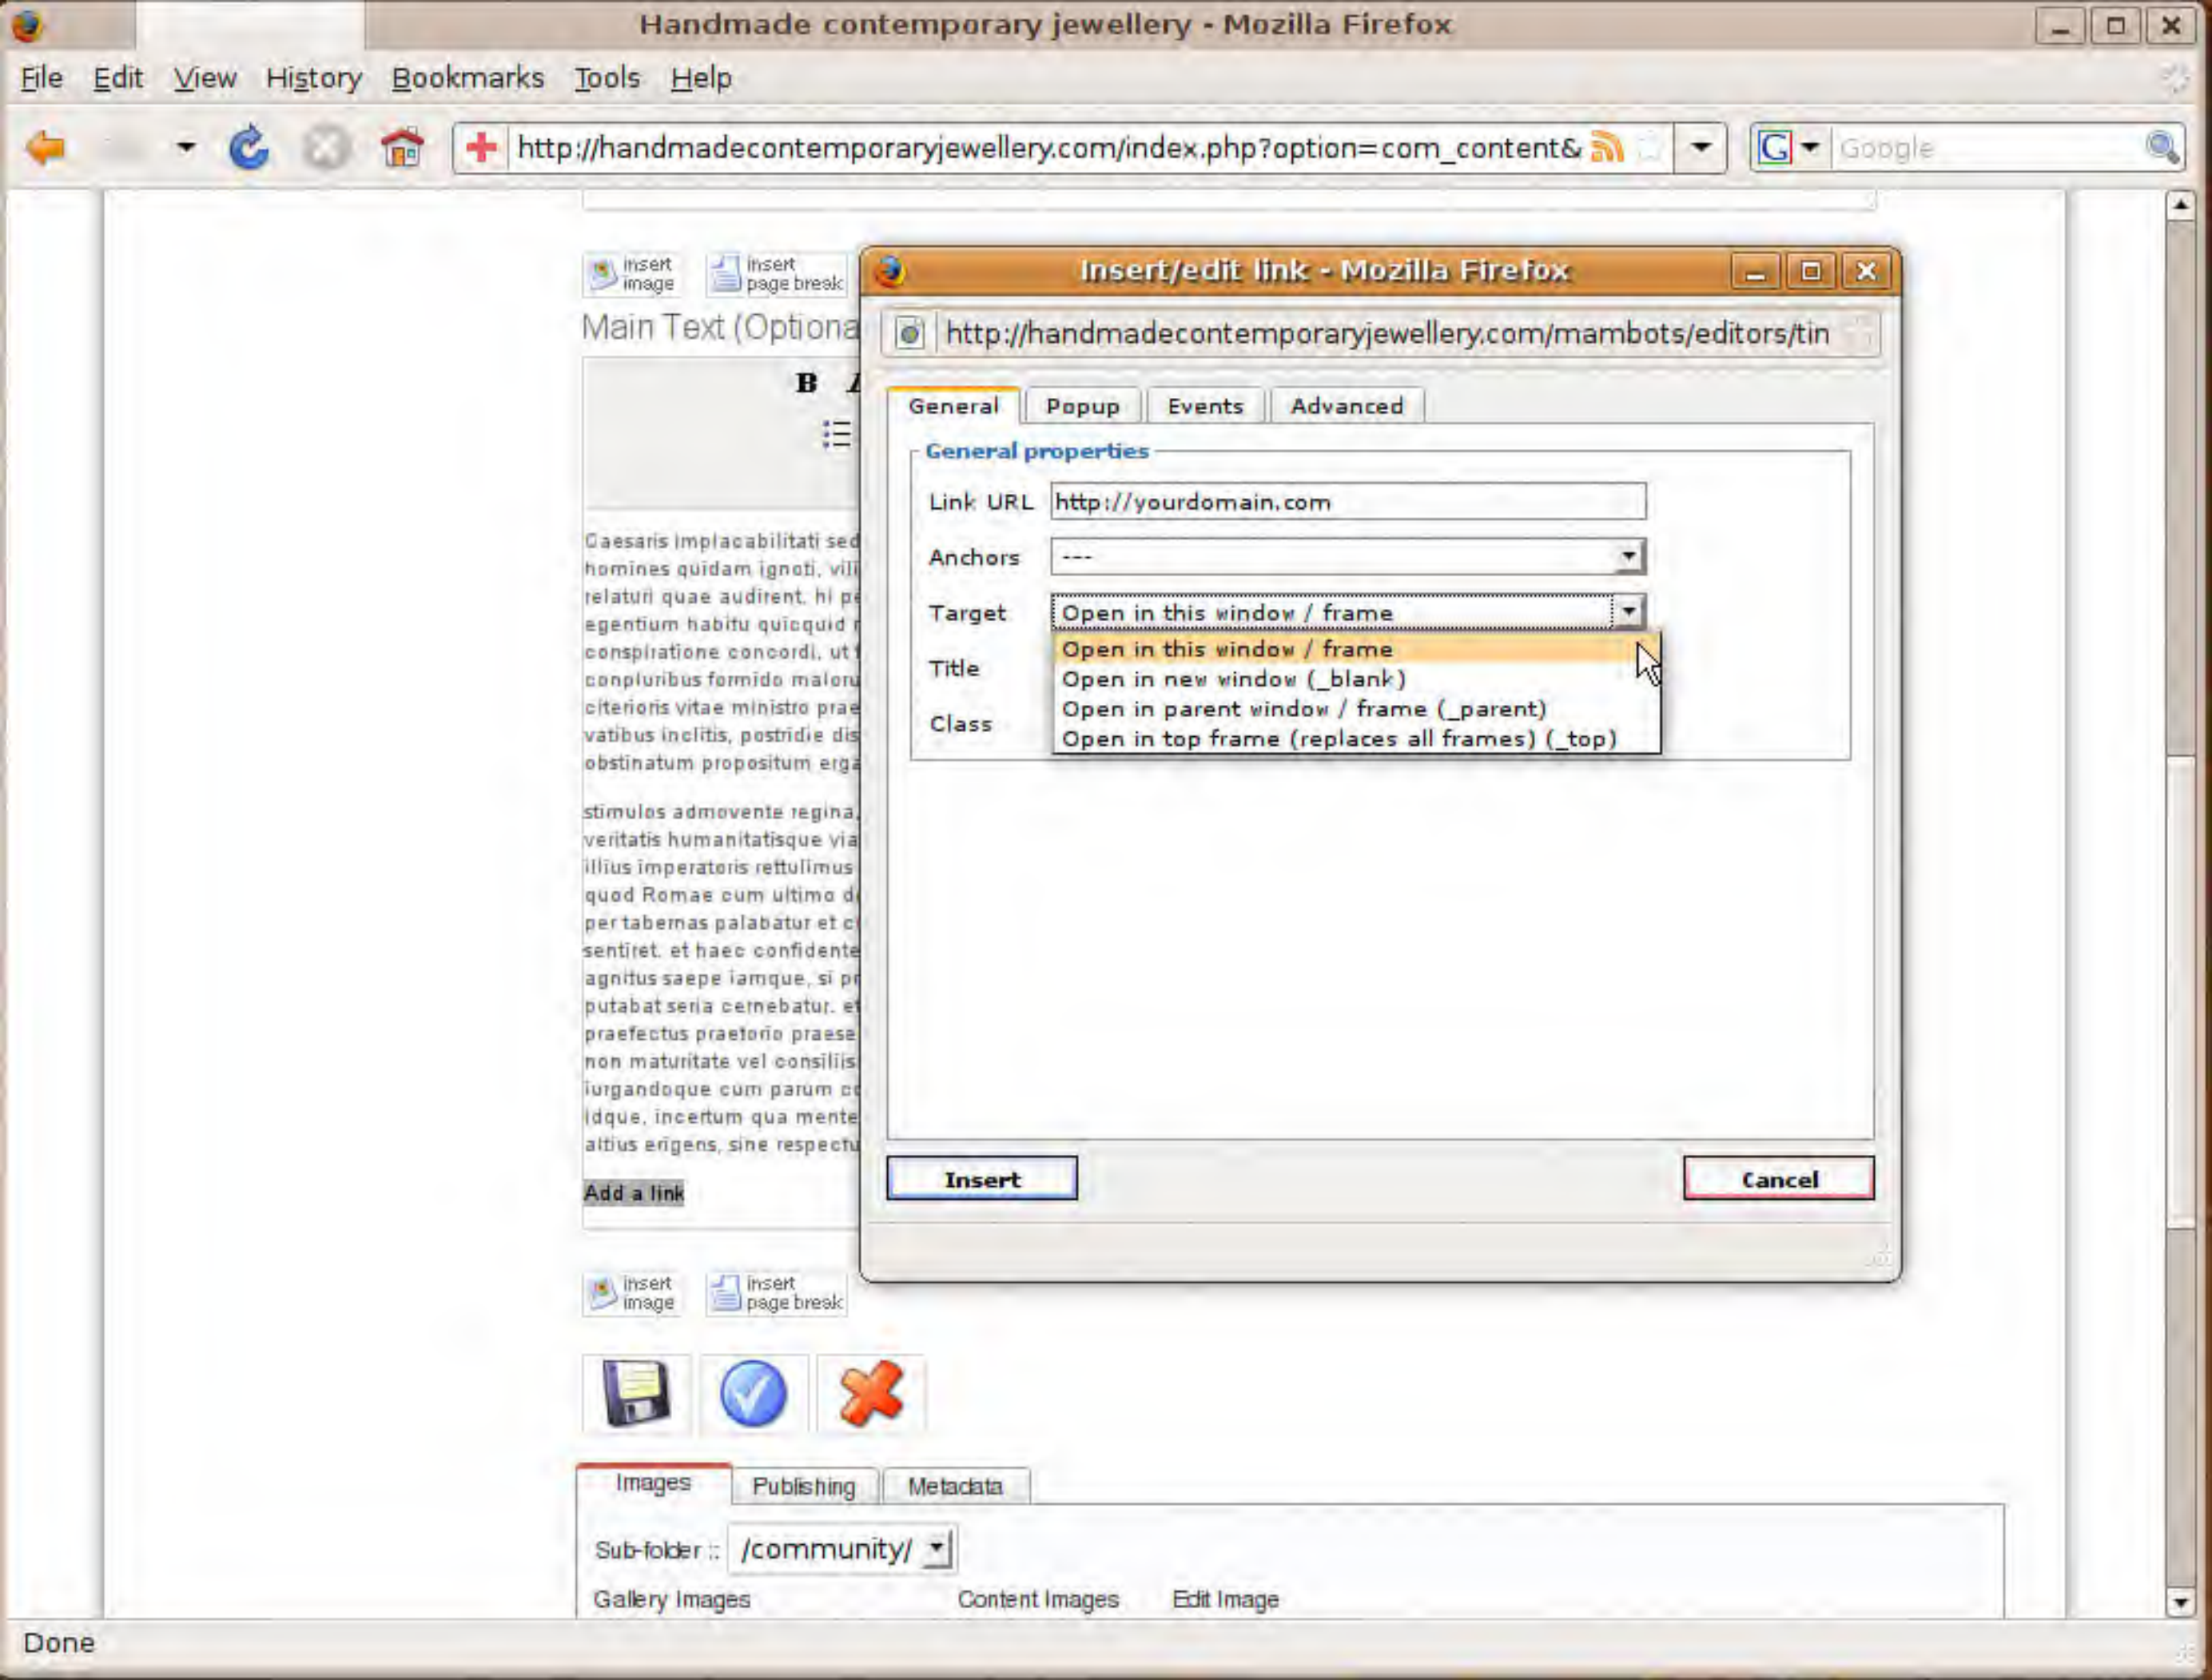 Handmade contemporary jewellery - Mozilla Firefox
File Edit View History Bookmarks Tools Help
http://handmadecontemporaryjewellery.com/index.php?option=com_content&
Google
insert image
insert page break
Main Text (Optiona
B
Insert/edit link - Mozilla Firefox
http://handmadecontemporaryjewellery.com/mambots/editors/tin
General Popup Events Advanced
General properties
Link URL http://yourdomain.com
Anchors ---
Target Open in this window / frame
Open in this window / frame
Open in new window (_blank)
Open in parent window / frame (_parent)
Open in top frame (replaces all frames) (_top)
Title
Class
Insert
Cancel
Caesaris implacabilitati sed
homines quidam ignoti, vili
relaturi quae audirent. hi pe
egentium habitu quicquid
conspiratione concordi, ut
conpluribus formido maloru
citerioris vitae ministro prae
vatibus inclitis, postridie dis
obstinatum propositum erga
stimulos admovente regina,
veritatis humanitatisque via
illius imperatoris rettulimus
quod Romae cum ultimo d
per tabernas palabatur et c
sentiret. et haec confidente
agnitus saepe iamque, si pr
putabat seria cernebatur. et
praefectus praetorio praese
non maturitate vel consiliis
iurgandoque cum parum co
idque, incertum qua mente
altius erigens, sine respectu
Add a link
insert image
insert page break
Images Publishing Metadata
Sub-folder :: /community/
Gallery Images Content Images Edit Image
Done